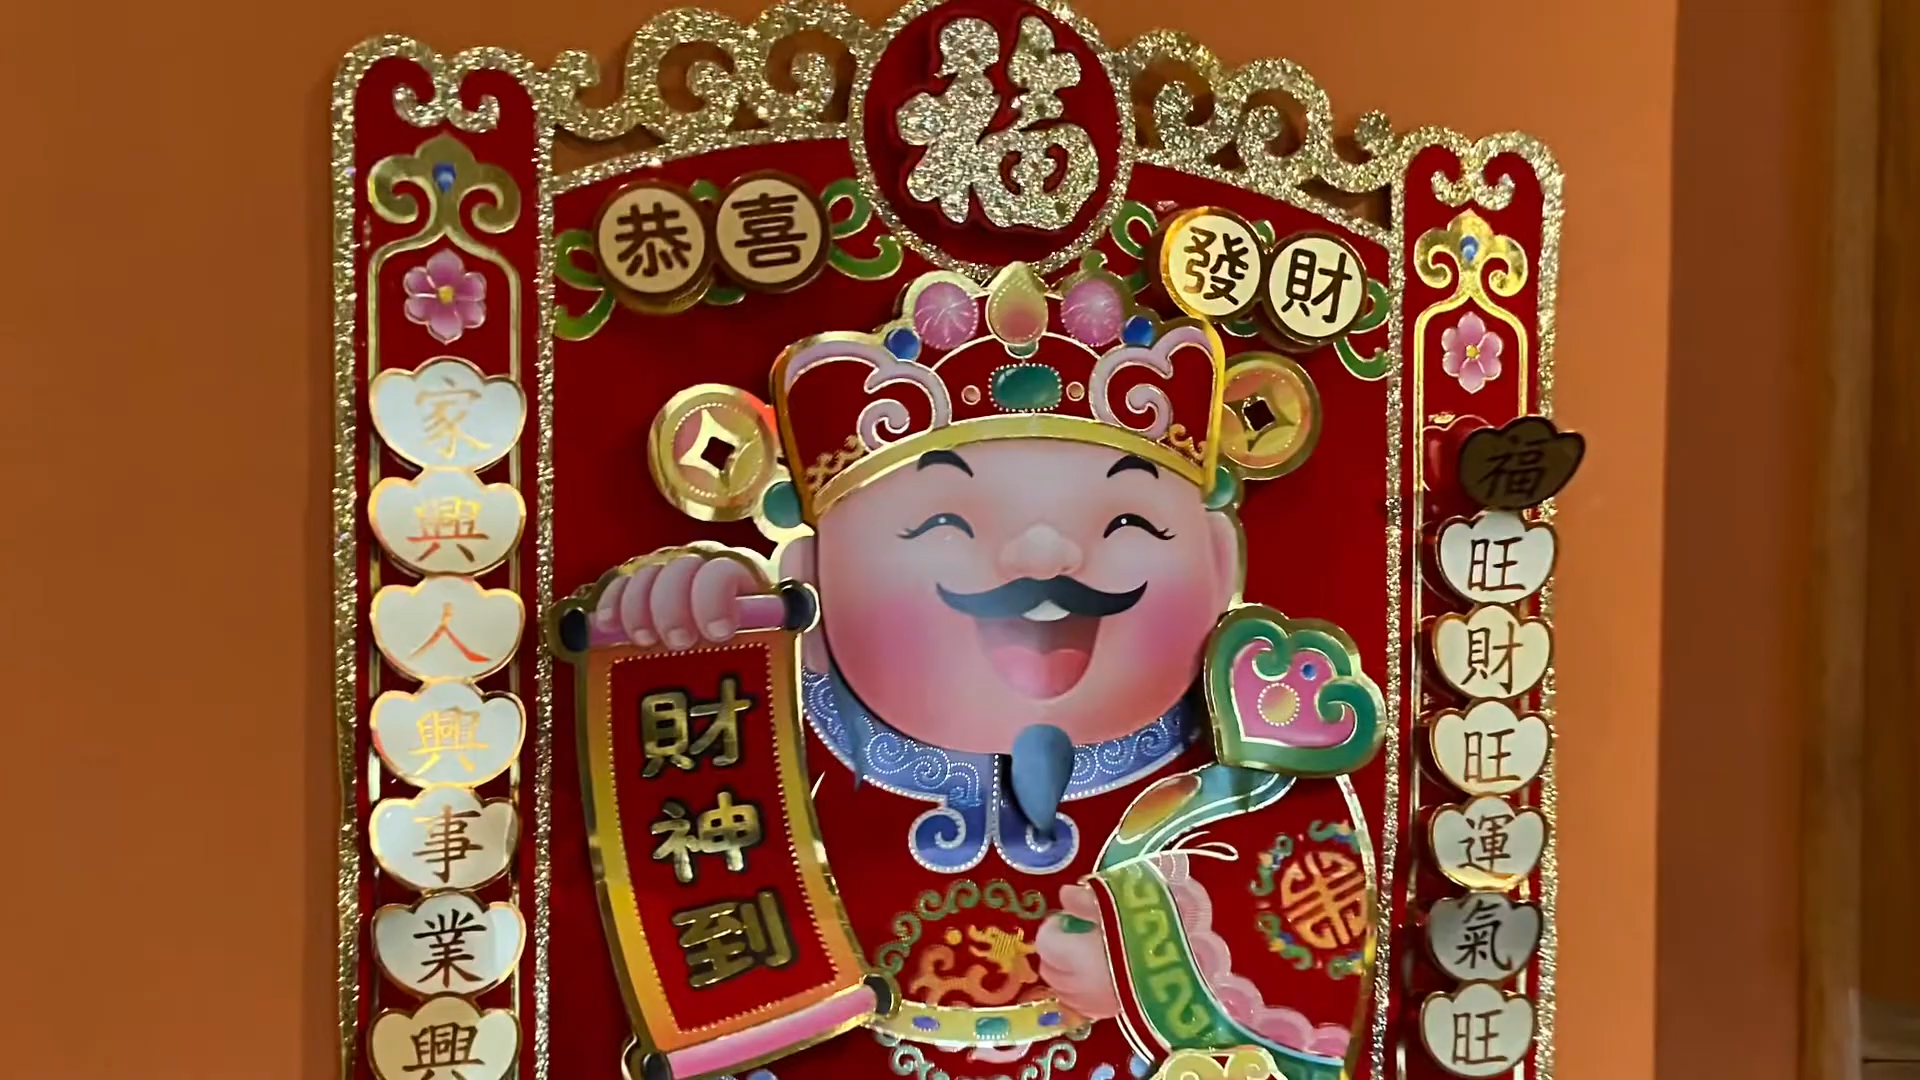 福
恭喜
發財
家興人興事業興
福旺財旺運氣旺
財神到